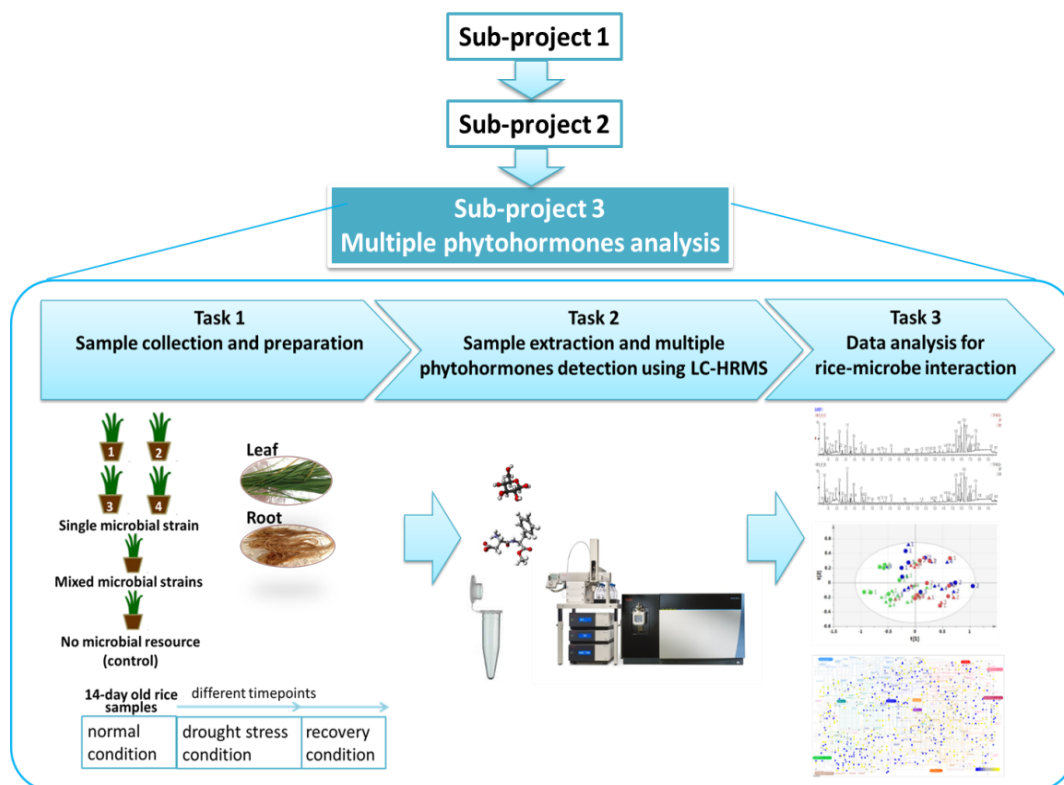 Sub-project 1
Sub-project 2
Sub-project 3
Multiple phytohormones analysis
Task 1
Sample collection and preparation
Task 2
Sample extraction and multiple
phytohormones detection using LC-HRMS
Task 3
Data analysis for
rice-microbe interaction
1
2
3
4
Single microbial strain
Mixed microbial strains
No microbial resource
(control)
Leaf
Root
14-day old rice
samples
different timepoints
normal
condition
drought stress
condition
recovery
condition